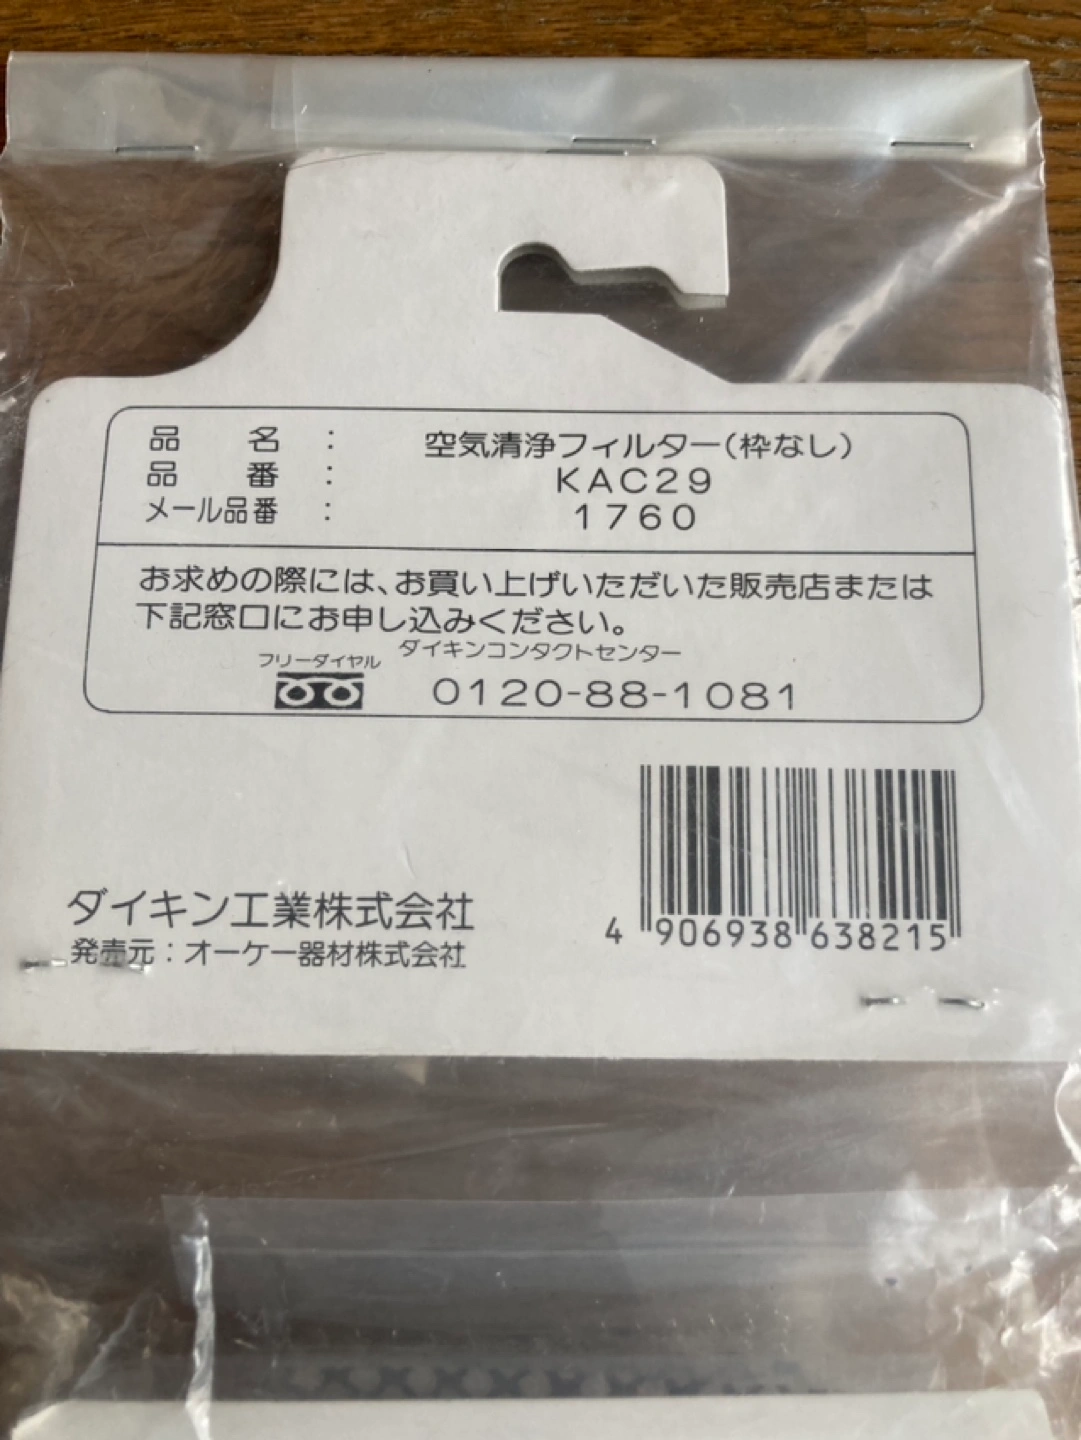 品名：空気清浄フィルター(枠なし)
品番：KAC29
メール品番：1760
お求めの際には、お買い上げいただいた販売店または
下記窓口にお申し込みください。
フリーダイヤル ダイキンコンタクトセンター
0120-88-1081
4 906938 638215
ダイキン工業株式会社
発売元：オーケー器材株式会社